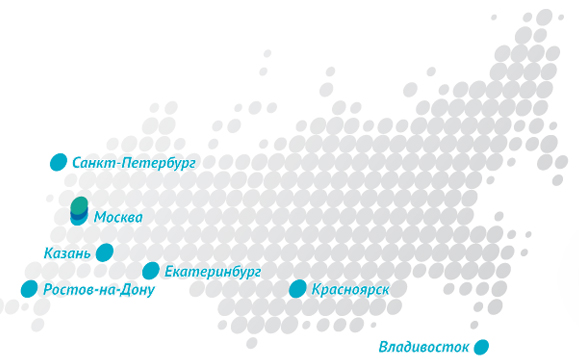 Санкт-Петербург
Москва
Казань
Екатеринбург
Ростов-на-Дону
Красноярск
Владивосток